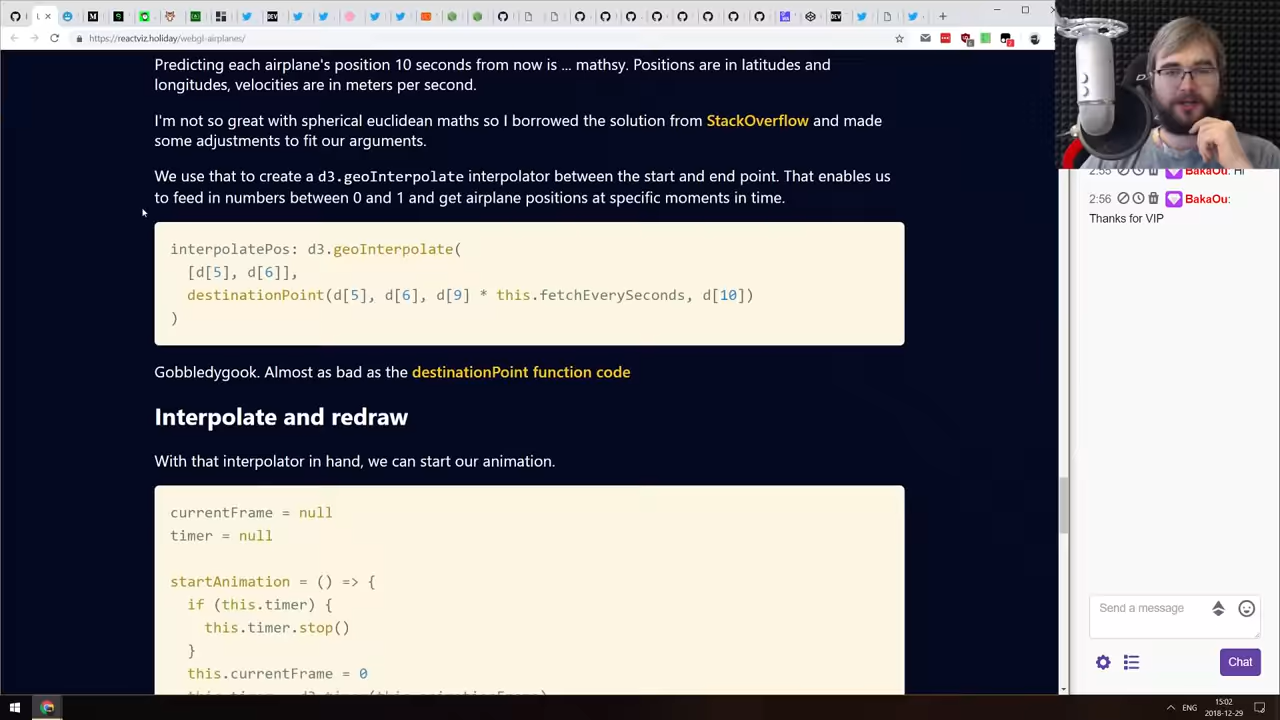 https://reactviz.holiday/webgl-airplanes/
Predicting each airplane's position 10 seconds from now is ... mathsy. Positions are in latitudes and
longitudes, velocities are in meters per second.
I'm not so great with spherical euclidean maths so I borrowed the solution from StackOverflow and made
some adjustments to fit our arguments.
We use that to create a d3.geoInterpolate interpolator between the start and end point. That enables us
to feed in numbers between 0 and 1 and get airplane positions at specific moments in time.
interpolatePos: d3.geoInterpolate(
[d[5], d[6]],
destinationPoint(d[5], d[6], d[9] * this.fetchEverySeconds, d[10])
)
Gobbledygook. Almost as bad as the destinationPoint function code
Interpolate and redraw
With that interpolator in hand, we can start our animation.
currentFrame = null
timer = null
startAnimation = () => {
if (this.timer) {
this.timer.stop()
}
this.currentFrame = 0
2:55 BakaOu: Hi
2:56 BakaOu:
Thanks for VIP
Send a message
Chat
ENG
15:02
2018-12-29